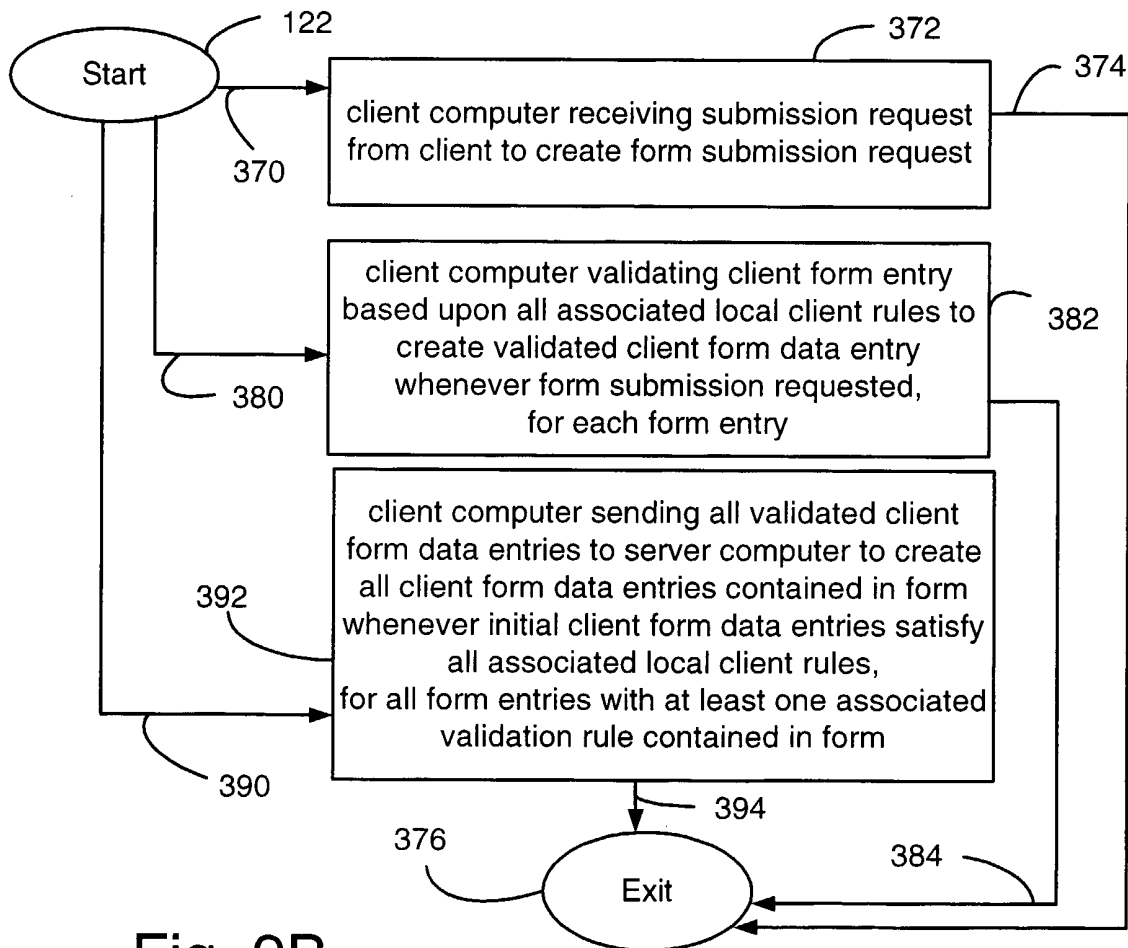 122
Start
372
374
client computer receiving submission request
from client to create form submission request
370
client computer validating client form entry
based upon all associated local client rules to
create validated client form data entry
whenever form submission requested,
for each form entry
382
380
client computer sending all validated client
form data entries to server computer to create
all client form data entries contained in form
whenever initial client form data entries satisfy
all associated local client rules,
for all form entries with at least one associated
validation rule contained in form
392
390
394
376
384
Exit